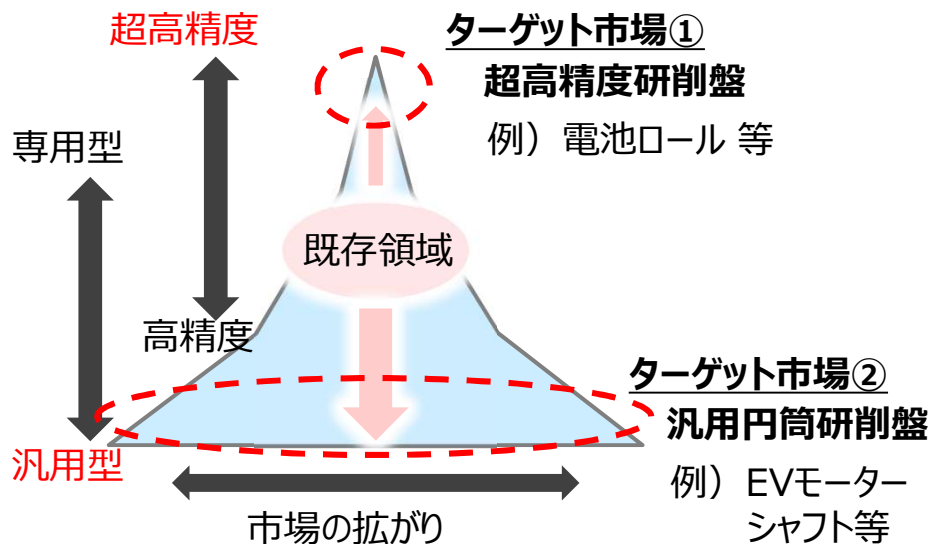 超高精度
ターゲット市場①
超高精度研削盤
例）電池ロール 等
専用型
既存領域
高精度
ターゲット市場②
汎用円筒研削盤
汎用型
例）EVモーター
シャフト等
市場の拡がり